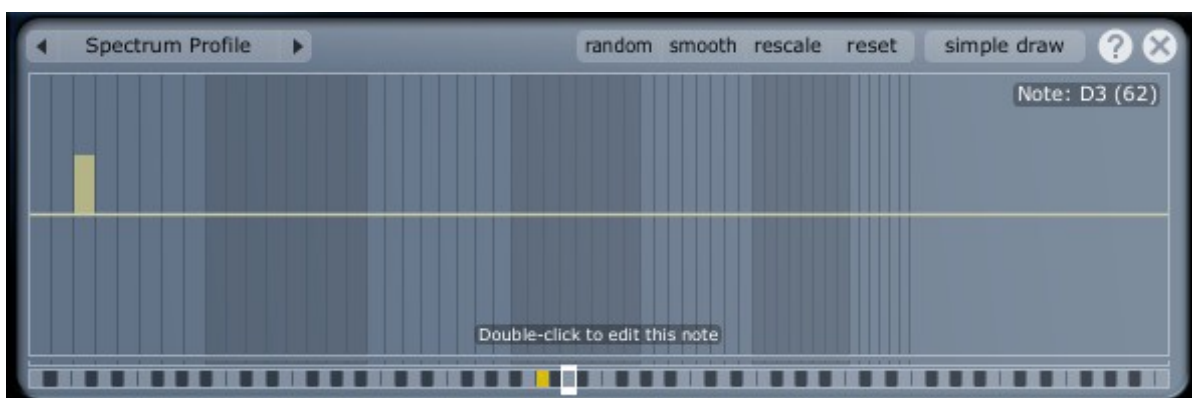 Spectrum Profile random smooth rescale reset simple draw ?
Note: D3 (62)
Double-click to edit this note